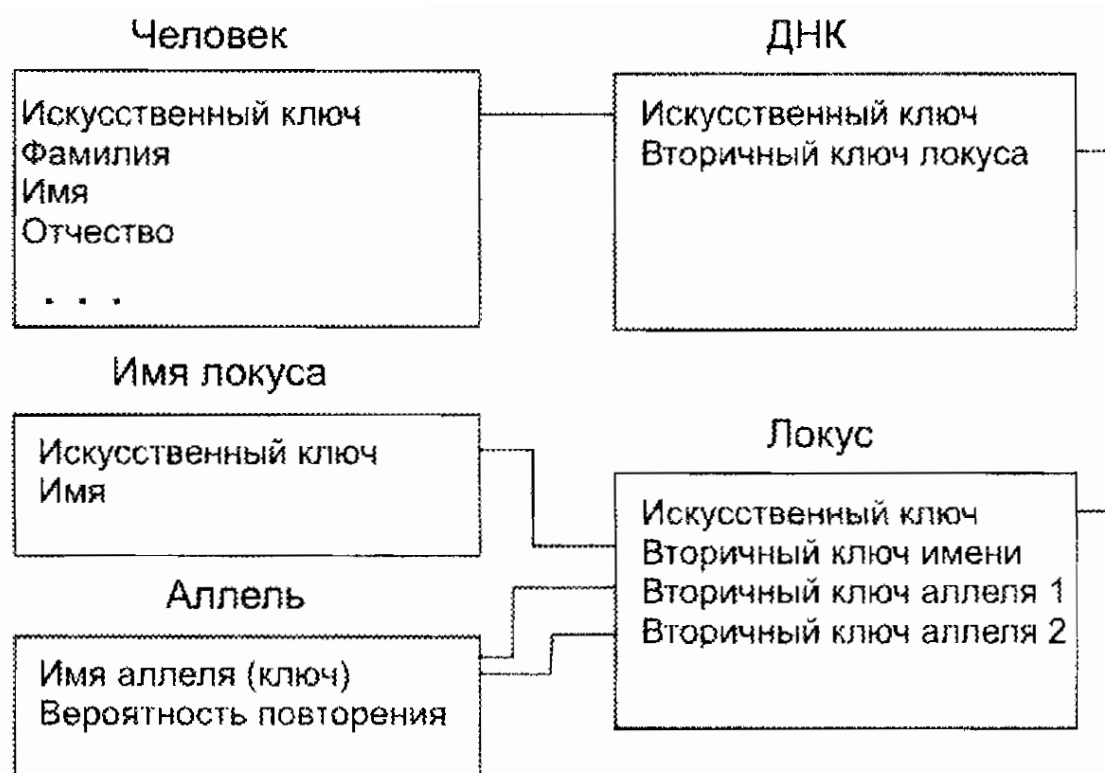 Человек
Искусственный ключ
Фамилия
Имя
Отчество
. . .
ДНК
Искусственный ключ
Вторичный ключ локуса
Имя локуса
Искусственный ключ
Имя
Локус
Искусственный ключ
Вторичный ключ имени
Вторичный ключ аллеля 1
Вторичный ключ аллеля 2
Аллель
Имя аллеля (ключ)
Вероятность повторения